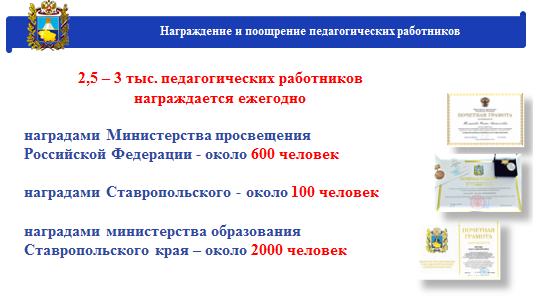 Награждение и поощрение педагогических работников
2,5 – 3 тыс. педагогических работников
награждается ежегодно
наградами Министерства просвещения
Российской Федерации - около 600 человек
наградами Ставропольского - около 100 человек
наградами министерства образования
Ставропольского края – около 2000 человек
ПОЧЕТНАЯ ГРАМОТА
ПОЧЕТНАЯ
ГРАМОТА